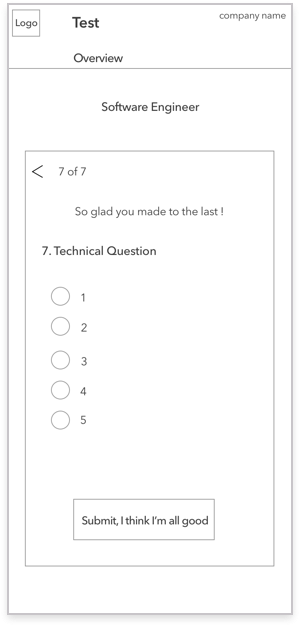 Logo
Test
company name
Overview
Software Engineer
7 of 7
So glad you made to the last !
7. Technical Question
1
2
3
4
5
Submit, I think I'm all good